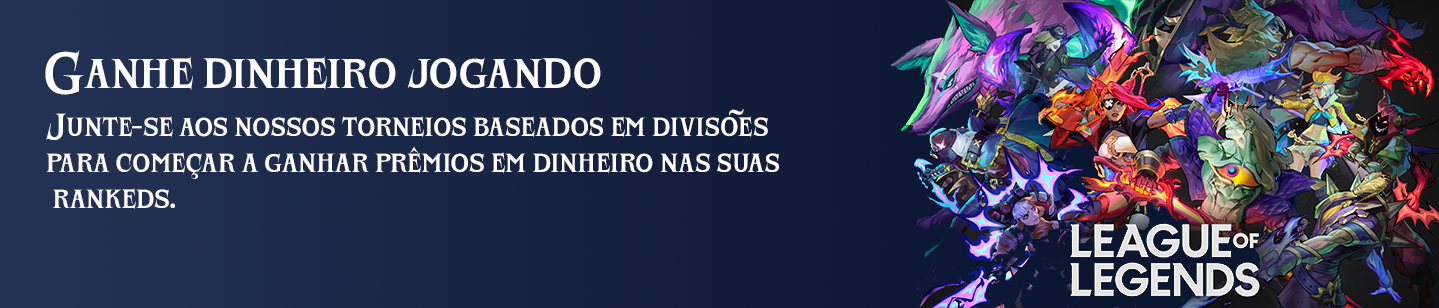 GANHE DINHEIRO JOGANDO
JUNTE-SE AOS NOSSOS TORNEIOS BASEADOS EM DIVISÕES
PARA COMEÇAR A GANHAR PRÊMIOS EM DINHEIRO NAS SUAS
RANKEDS.
LEAGUE OF
LEGENDS